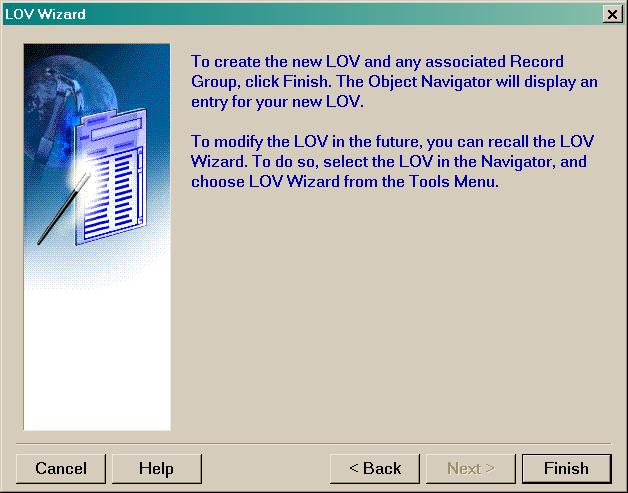 LOV Wizard
To create the new LOV and any associated Record
Group, click Finish. The Object Navigator will display an
entry for your new LOV.
To modify the LOV in the future, you can recall the LOV
Wizard. To do so, select the LOV in the Navigator, and
choose LOV Wizard from the Tools Menu.
Cancel Help < Back Next > Finish